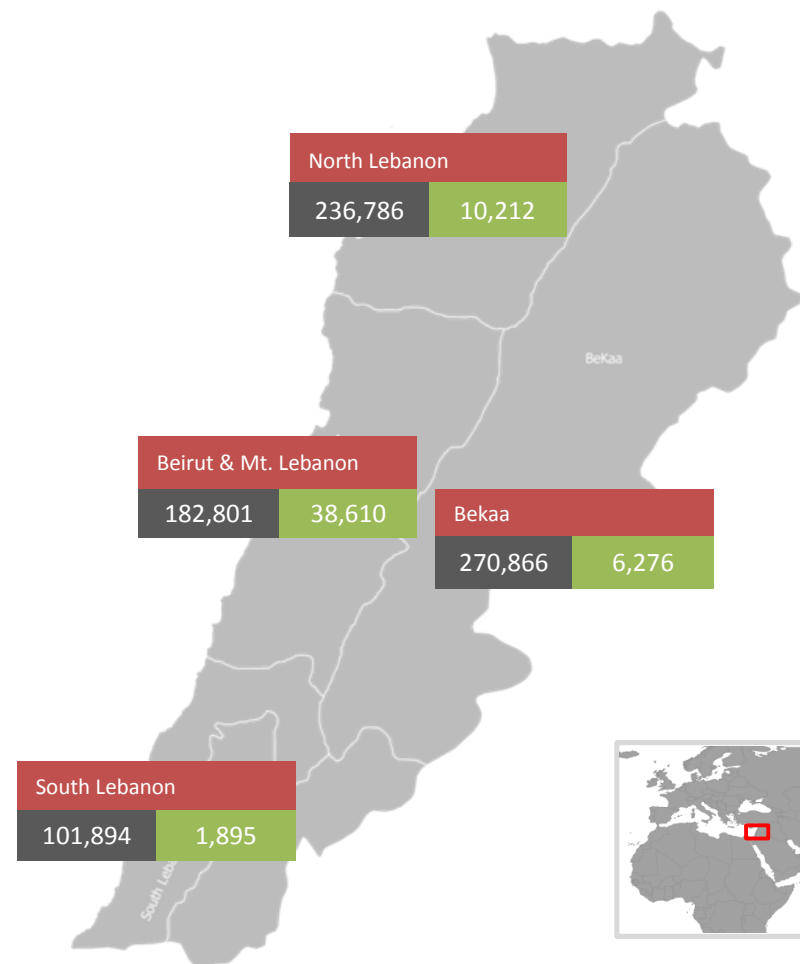 North Lebanon
236,786 10,212
BeKaa
Beirut & Mt. Lebanon
182,801 38,610
Bekaa
270,866 6,276
South Lebanon
101,894 1,895
South